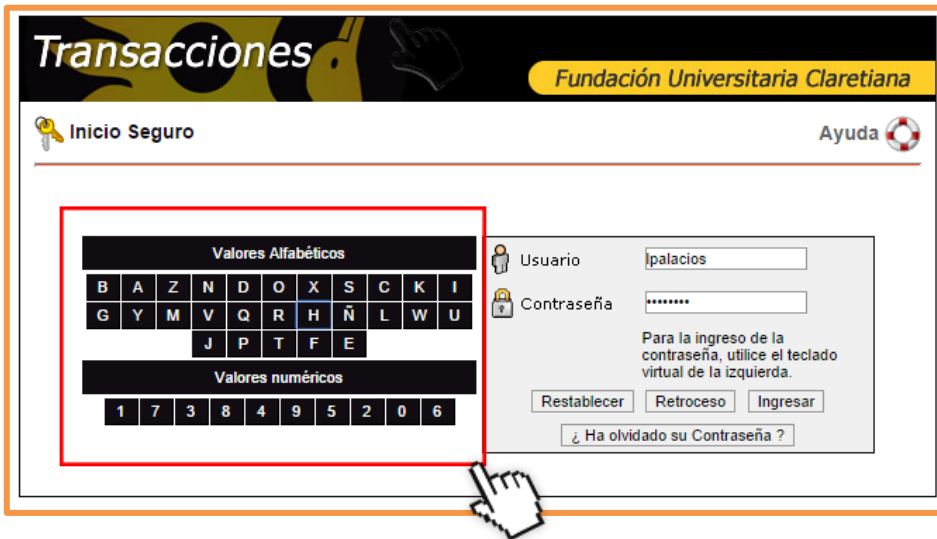 Transacciones
Fundación Universitaria Claretiana
Inicio Seguro
Ayuda
Valores Alfabéticos
B A Z N D O X S C K I
G Y M V Q R H Ñ L W U
J P T F E
Valores numéricos
1 7 3 8 4 9 5 2 0 6
Usuario
lpalacios
Contraseña
••••••••
Para la ingreso de la
contraseña, utilice el teclado
virtual de la izquierda.
Restablecer
Retroceso
Ingresar
¿ Ha olvidado su Contraseña ?